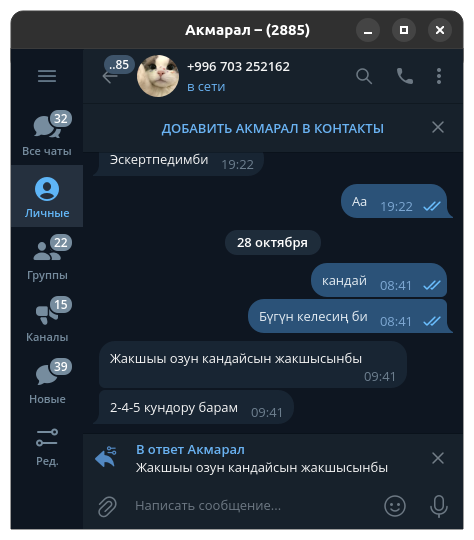 Акмарал – (2885)
..85
+996 703 252162
в сети
32
Все чаты
ДОБАВИТЬ АКМАРАЛ В КОНТАКТЫ
Эскертпедимби 19:22
Личные
Аа 19:22
22
Группы
28 октября
кандай 08:41
15
Каналы
Бүгүн келесиң би 08:41
Жакшыы озун кандайсын жакшысынбы
09:41
39
Новые
2-4-5 кундору барам 09:41
Ред.
В ответ Акмарал
Жакшыы озун кандайсын жакшысынбы
Написать сообщение...